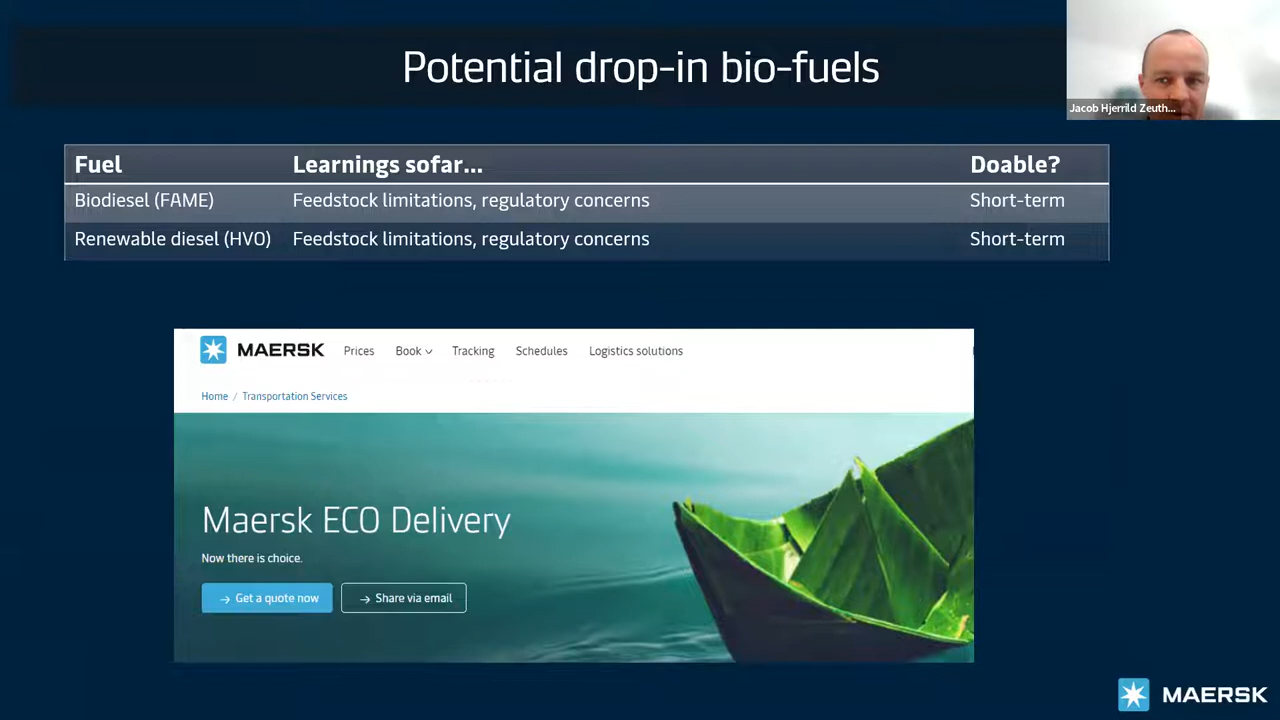 Potential drop-in bio-fuels
Jacob Hjerrild Zeuth...
Fuel Learnings sofar... Doable?
Biodiesel (FAME) Feedstock limitations, regulatory concerns Short-term
Renewable diesel (HVO) Feedstock limitations, regulatory concerns Short-term
MAERSK Prices Book Tracking Schedules Logistics solutions
Home / Transportation Services
Maersk ECO Delivery
Now there is choice.
→ Get a quote now → Share via email
MAERSK